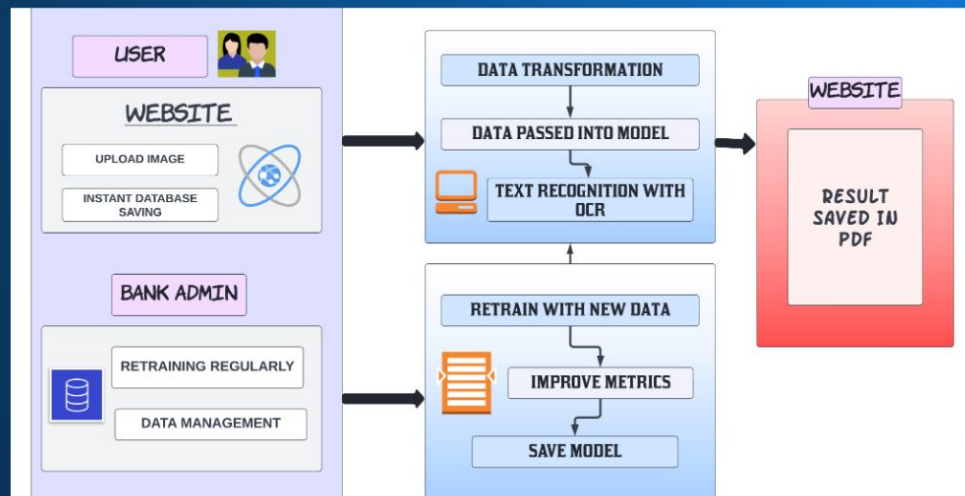 USER
WEBSITE
UPLOAD IMAGE
INSTANT DATABASE
SAVING
BANK ADMIN
RETRAINING REGULARLY
DATA MANAGEMENT
DATA TRANSFORMATION
DATA PASSED INTO MODEL
TEXT RECOGNITION WITH
OCR
RETRAIN WITH NEW DATA
IMPROVE METRICS
SAVE MODEL
WEBSITE
RESULT
SAVED IN
PDF